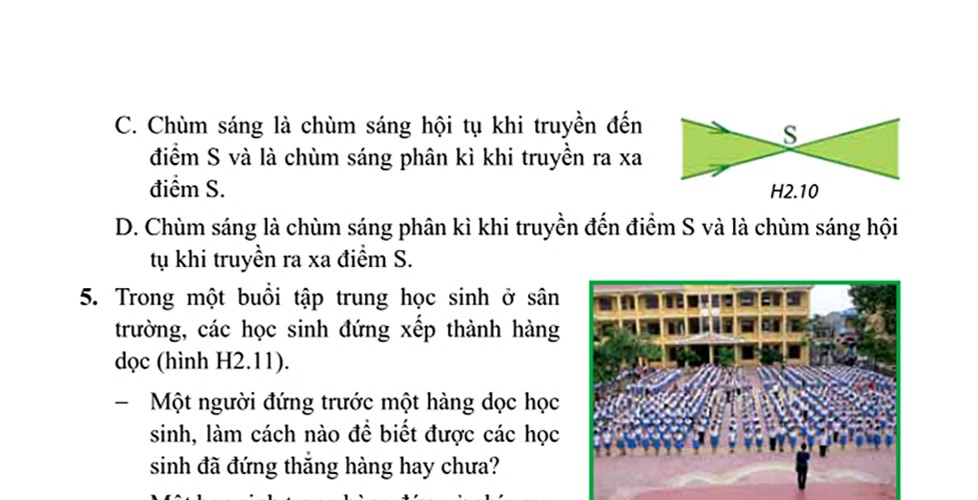 C. Chùm sáng là chùm sáng hội tụ khi truyền đến
điểm S và là chùm sáng phân kì khi truyền ra xa
điểm S.
S
H2.10
D. Chùm sáng là chùm sáng phân kì khi truyền đến điểm S và là chùm sáng hội
tụ khi truyền ra xa điểm S.
5. Trong một buổi tập trung học sinh ở sân
trường, các học sinh đứng xếp thành hàng
dọc (hình H2.11).
– Một người đứng trước một hàng dọc học
sinh, làm cách nào để biết được các học
sinh đã đứng thẳng hàng hay chưa?